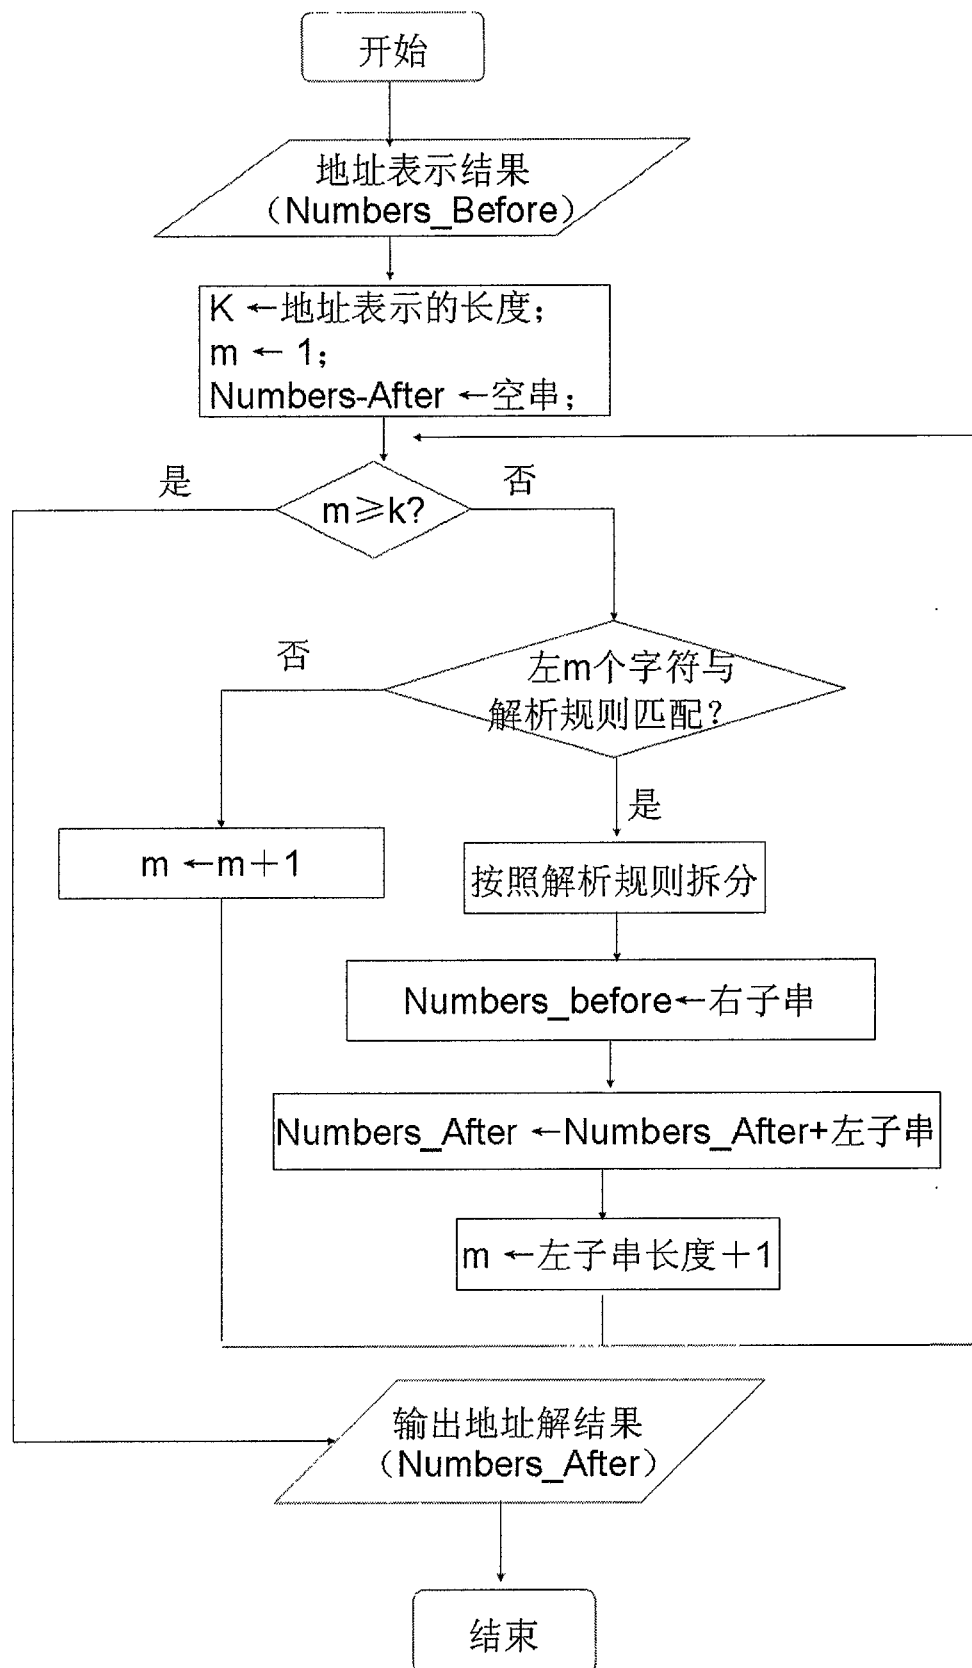 开始
地址表示结果
（Numbers_Before）
K ←地址表示的长度；
m ← 1；
Numbers-After ←空串；
是
否
m≥k?
否
左m个字符与
解析规则匹配?
是
m ←m＋1
按照解析规则拆分
Numbers_before←右子串
Numbers_After ←Numbers_After+左子串
m ←左子串长度＋1
输出地址解结果
（Numbers_After）
结束